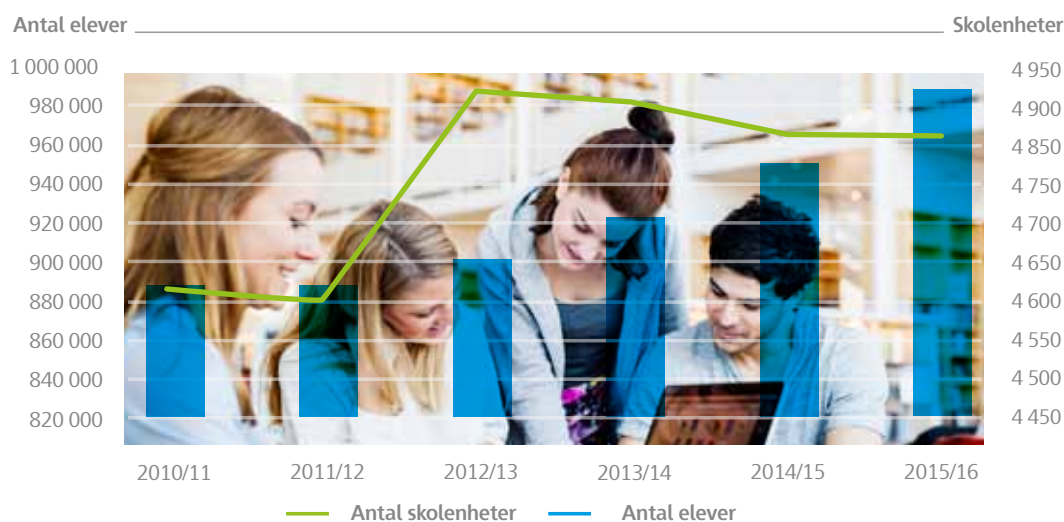 Antal elever Skolenheter
1 000 000 4 950
980 000 4 900
960 000 4 850
940 000 4 750
920 000 4 700
900 000 4 650
880 000 4 600
860 000 4 550
840 000 4 500
820 000 4 450
2010/11 2011/12 2012/13 2013/14 2014/15 2015/16
Antal skolenheter Antal elever